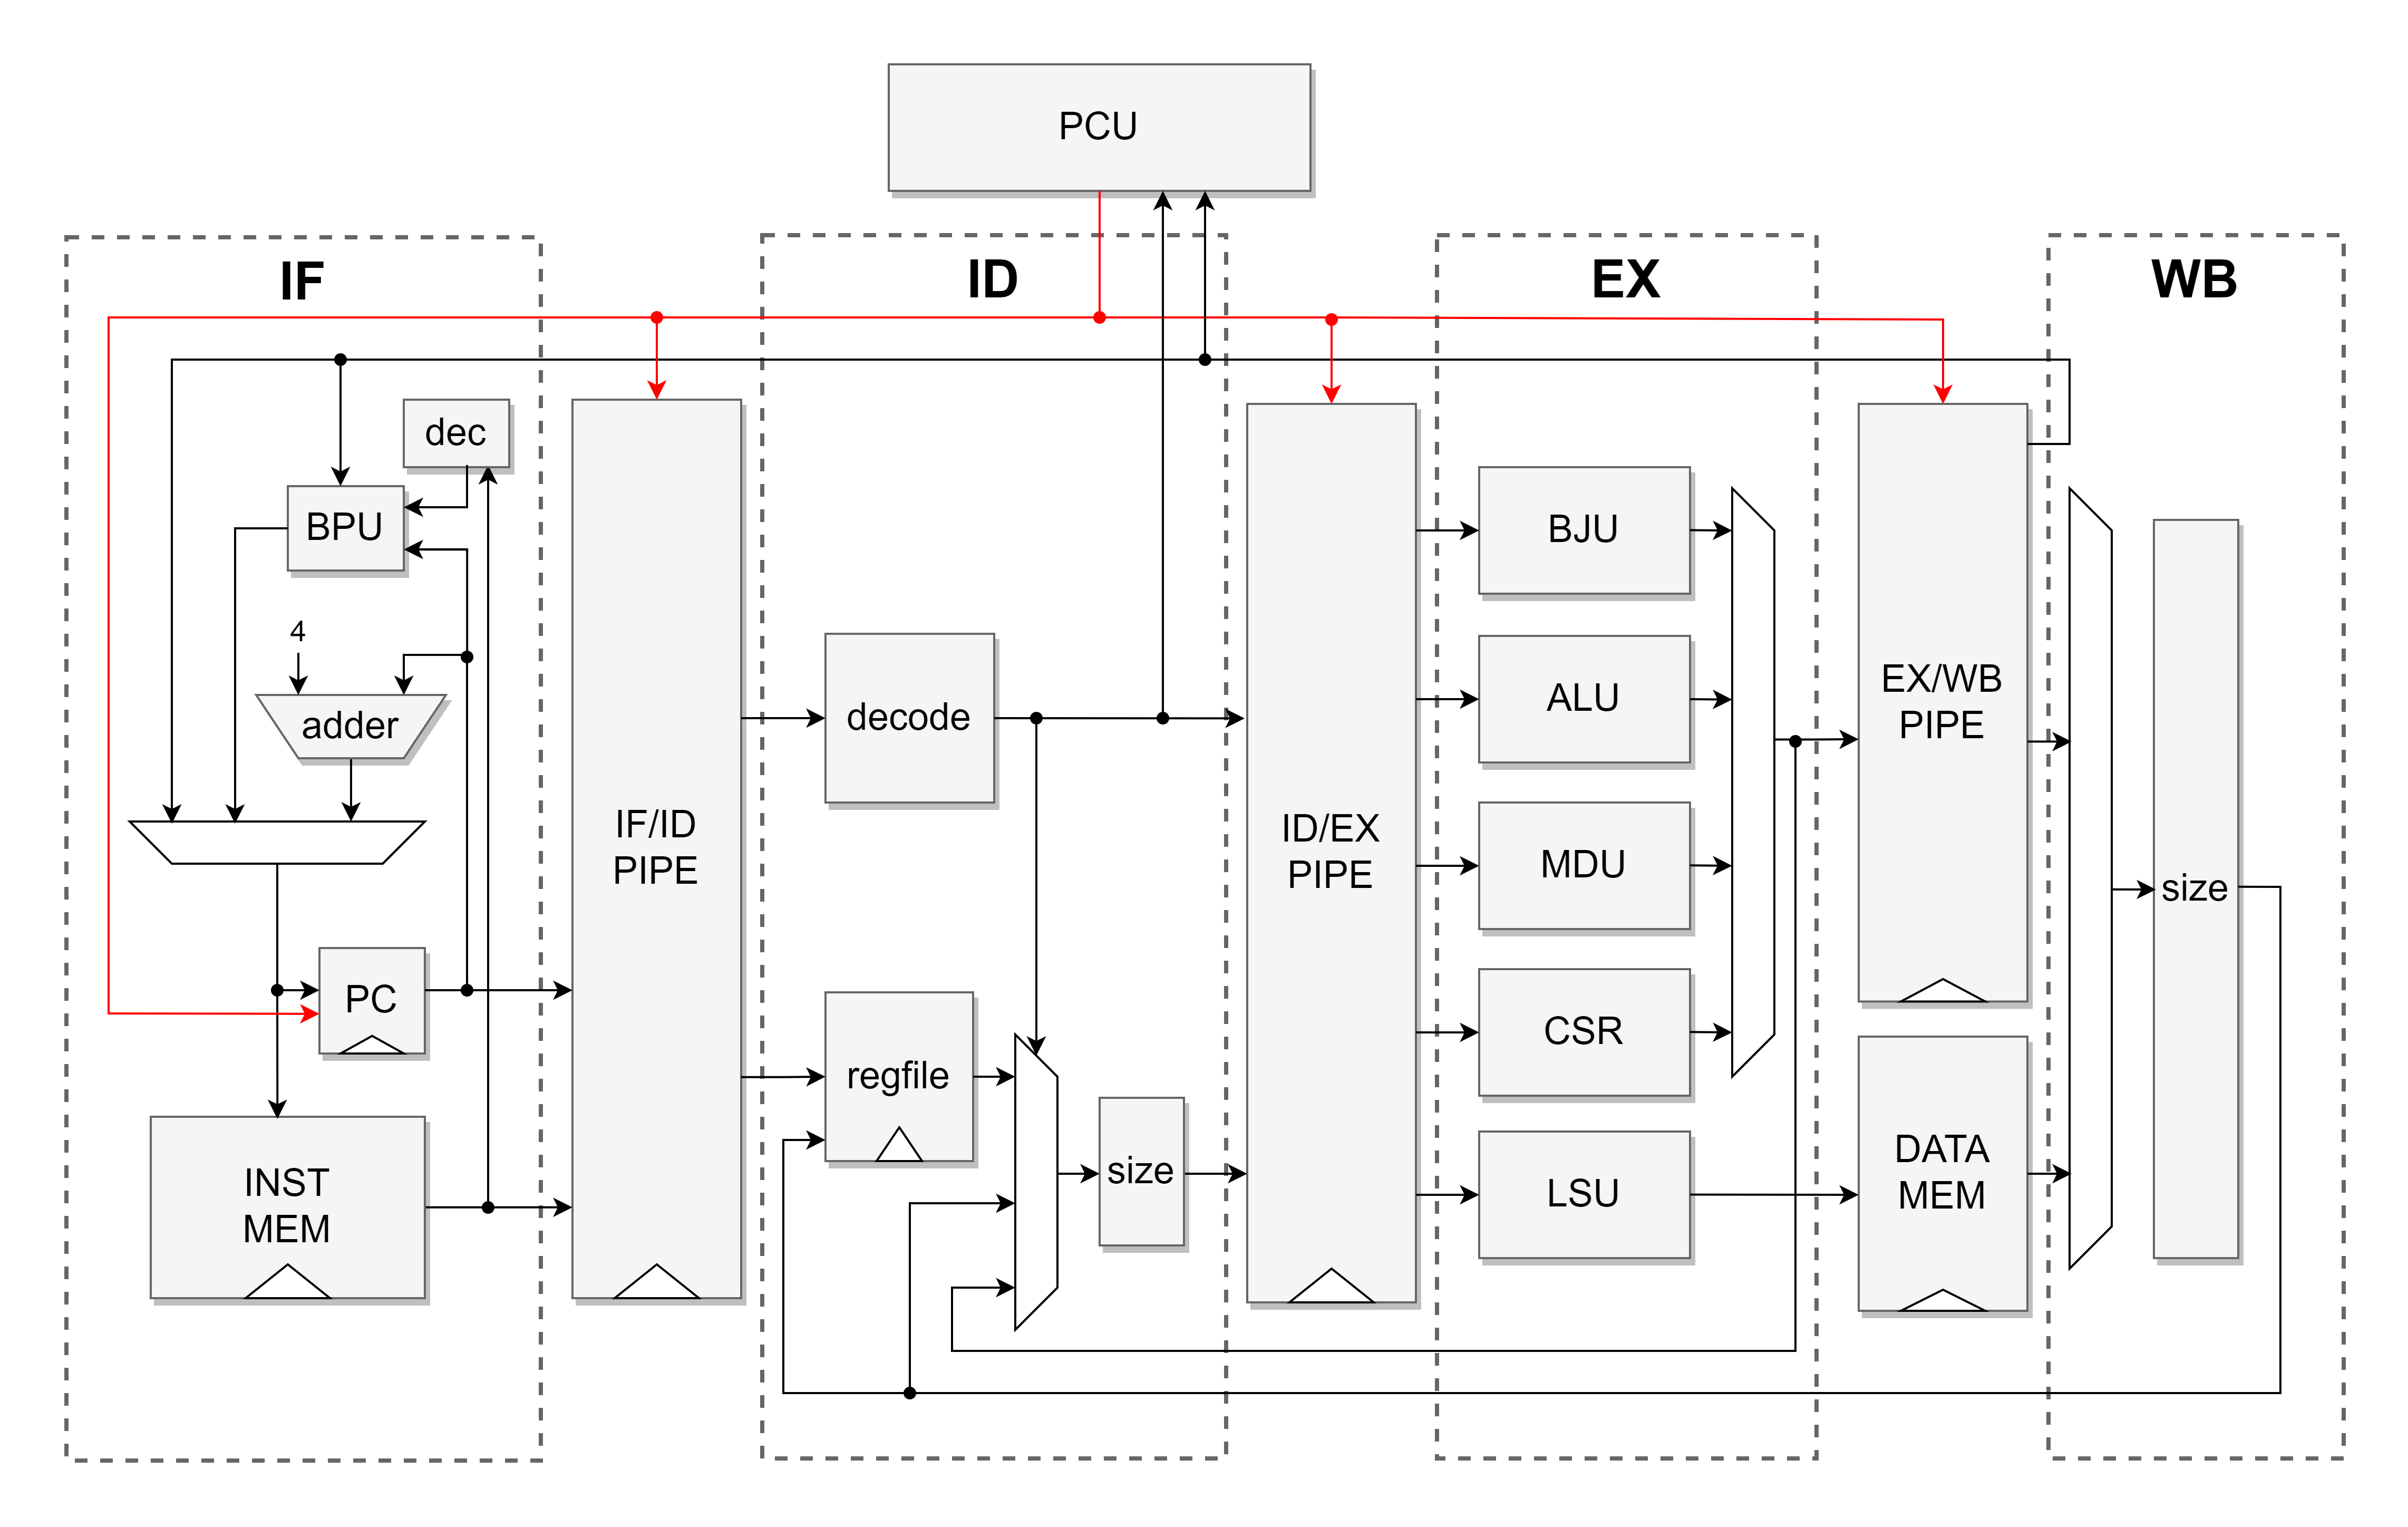 PCU
IF
ID
EX
WB
dec
BPU
4
adder
PC
INST
MEM
IF/ID
PIPE
decode
regfile
size
ID/EX
PIPE
BJU
ALU
MDU
CSR
LSU
EX/WB
PIPE
DATA
MEM
size